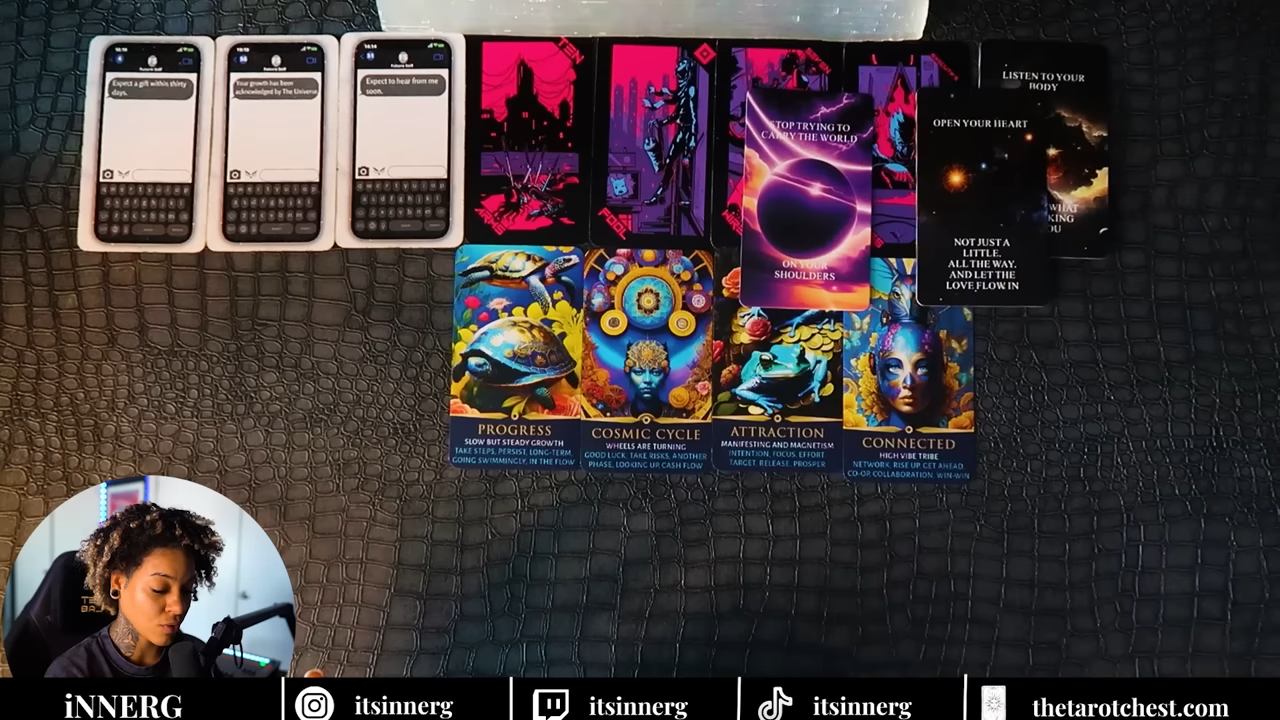 Expect a gift within thirty
days.
Your growth has been
acknowledged by The Universe
Expect to hear from me
soon.
TEN
FOOL
STOP TRYING TO
CARRY THE WORLD
ON YOUR
SHOULDERS
LISTEN TO YOUR
BODY
OPEN YOUR HEART
NOT JUST A
LITTLE.
ALL THE WAY.
AND LET THE
LOVE FLOW IN
PROGRESS
SLOW BUT STEADY GROWTH
TAKE STEPS, PERSIST, LONG-TERM,
GOING SWIMMINGLY, IN THE FLOW
COSMIC CYCLE
WHEELS ARE TURNING
GOOD LUCK, TAKE RISKS, ANOTHER
PHASE, LOOKING UP, CASH FLOW
ATTRACTION
MANIFESTING AND MAGNETISM
INTENTION, FOCUS, EFFORT
TARGET, RELEASE, PROSPER
CONNECTED
HIGH VIBE TRIBE
NETWORK, RISE UP, GET AHEAD,
CO-OP, COLLABORATION, WIN-WIN
iNNERG
itsinnerg
itsinnerg
itsinnerg
thetarotchest.com